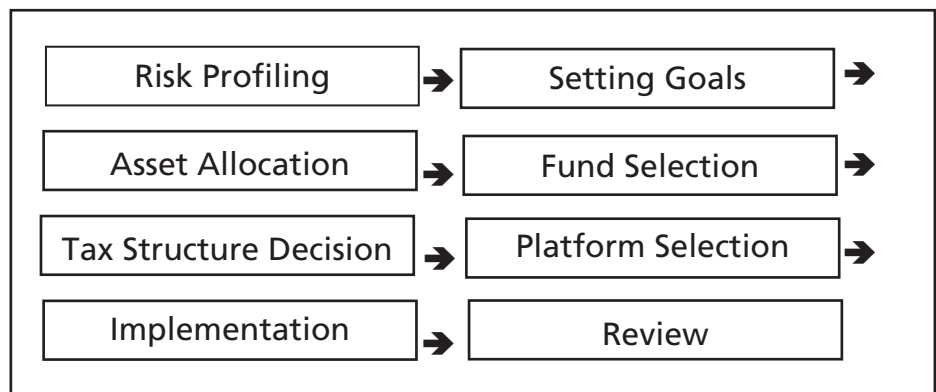 Risk Profiling
Setting Goals
Asset Allocation
Fund Selection
Tax Structure Decision
Platform Selection
Implementation
Review